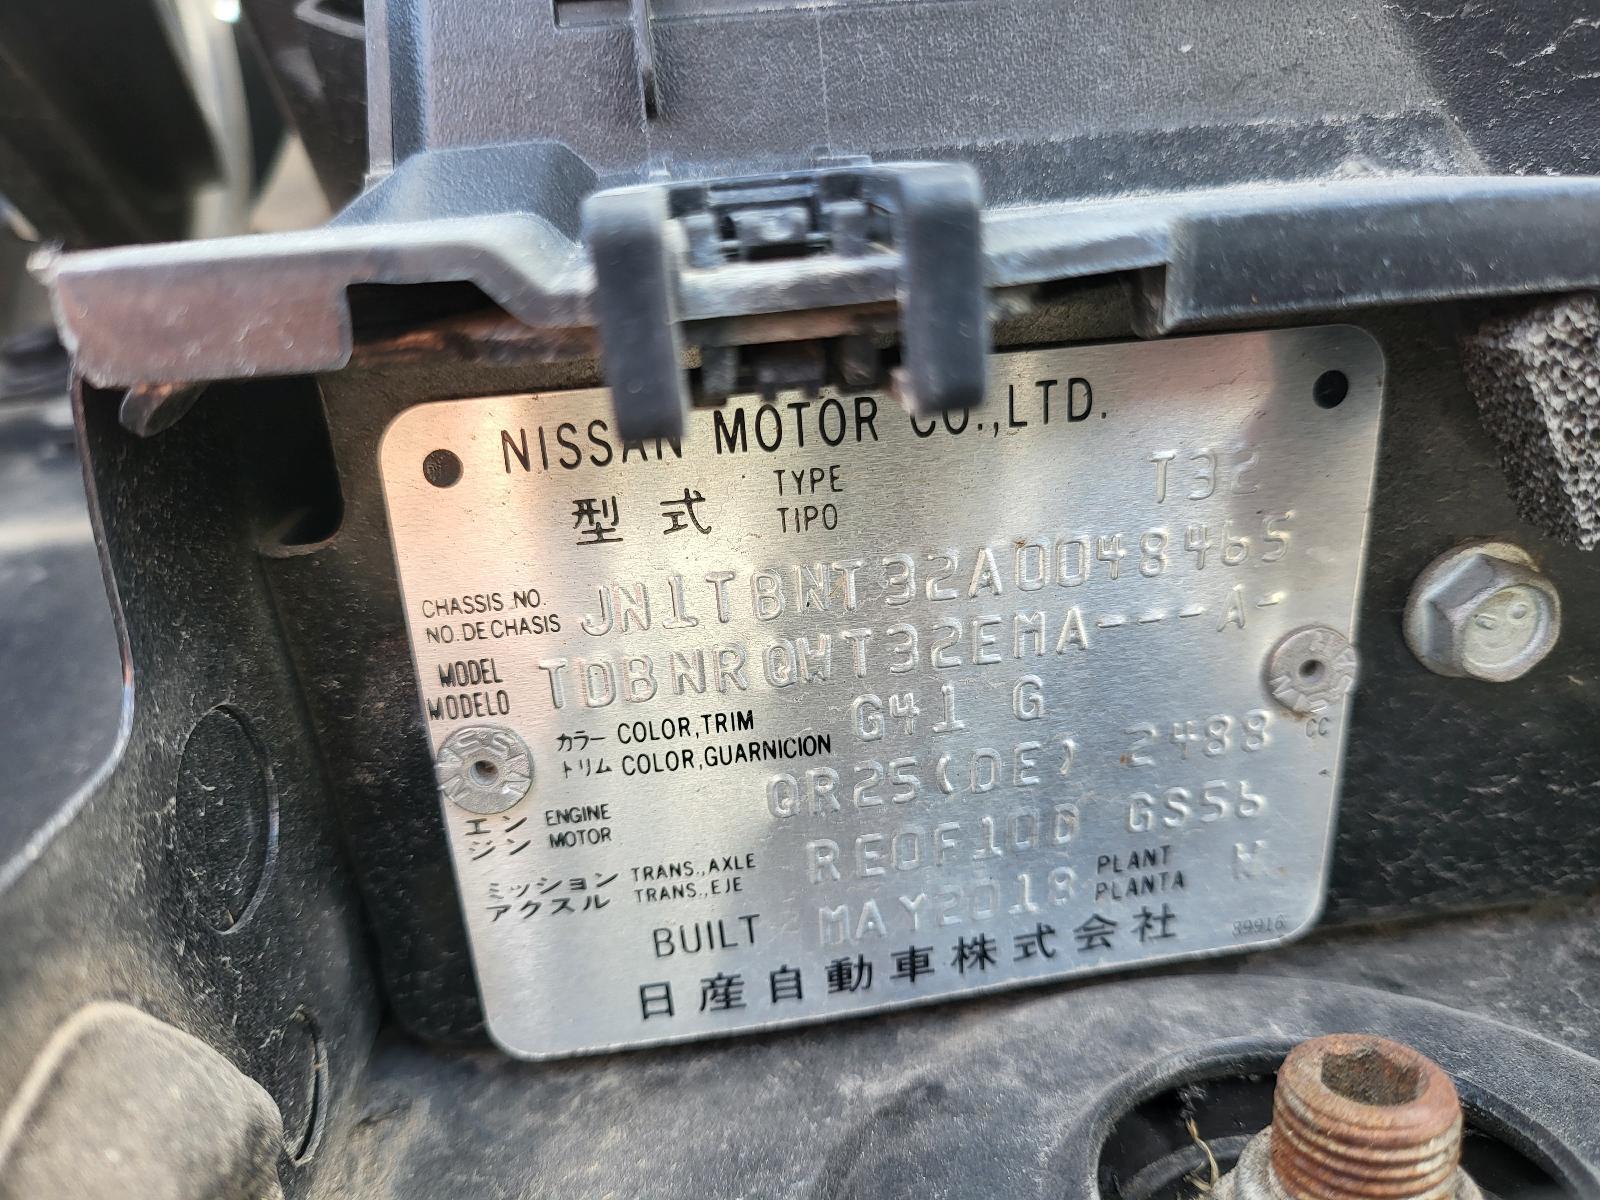 NISSAN MOTOR CO.,LTD.
型式 TYPE TIPO T32
CHASSIS NO. NO.DE CHASIS JN1TBNT32A0048465
MODEL MODELO TDBNRQWT32EMA---A-
カラー トリム COLOR,TRIM COLOR,GUARNICION G41 G
エンジン ENGINE MOTOR QR25(DE) 2488 CC
ミッション アクスル TRANS.,AXLE TRANS.,EJE RE0F10D GS56
BUILT MAY2018 PLANT PLANTA
日産自動車株式会社 89916